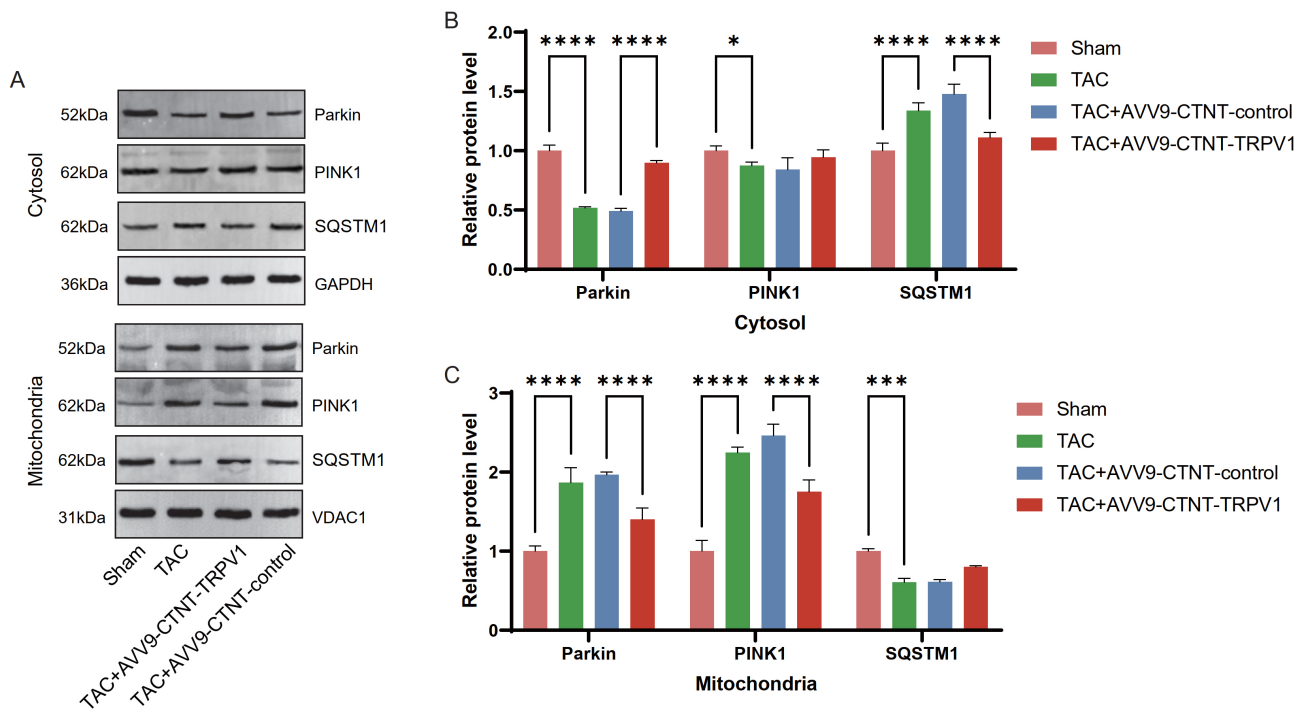 A
Cytosol
52kDa Parkin
62kDa PINK1
62kDa SQSTM1
36kDa GAPDH
Mitochondria
52kDa Parkin
62kDa PINK1
62kDa SQSTM1
31kDa VDAC1
Sham
TAC
TAC+AVV9-CTNT-TRPV1
TAC+AVV9-CTNT-control
B
Relative protein level
2.0
1.5
1.0
0.5
0.0
**** **** * **** ****
Parkin PINK1 SQSTM1
Cytosol
Sham
TAC
TAC+AVV9-CTNT-control
TAC+AVV9-CTNT-TRPV1
C
Relative protein level
3
2
1
0
**** **** **** **** ***
Parkin PINK1 SQSTM1
Mitochondria
Sham
TAC
TAC+AVV9-CTNT-control
TAC+AVV9-CTNT-TRPV1